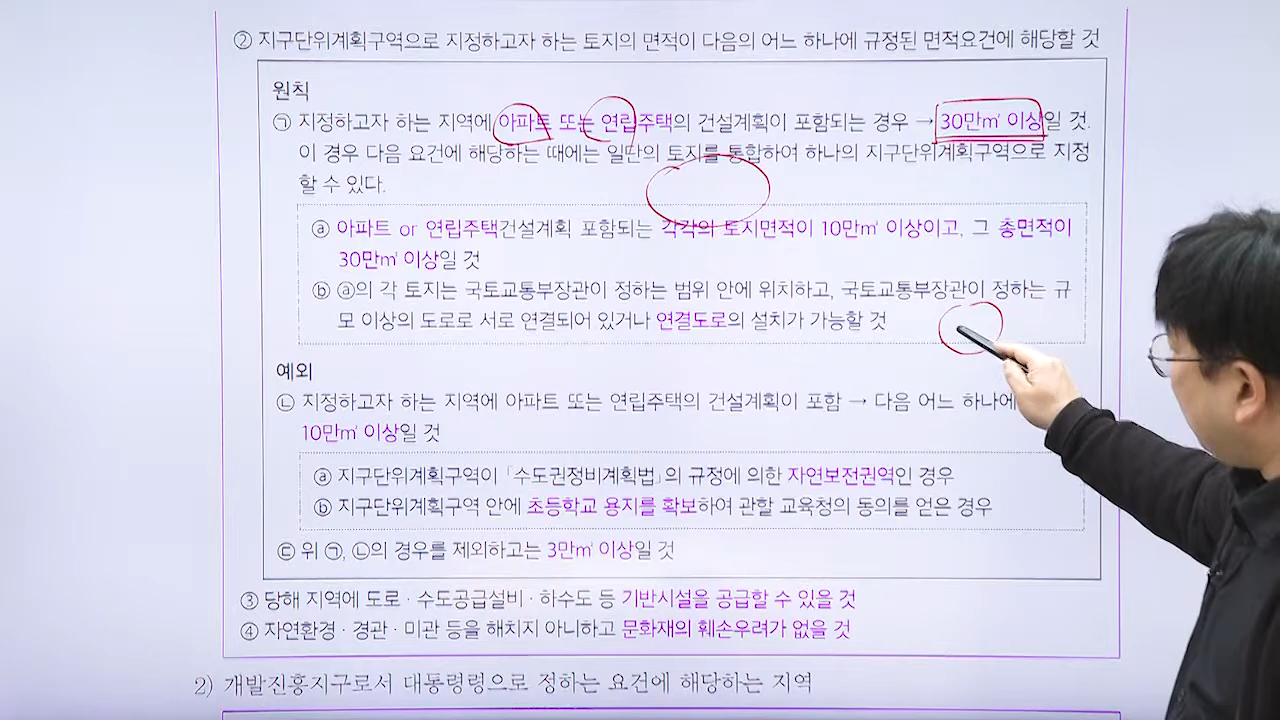 ② 지구단위계획구역으로 지정하고자 하는 토지의 면적이 다음의 어느 하나에 규정된 면적요건에 해당할 것
원칙
㉠ 지정하고자 하는 지역에 아파트 또는 연립주택의 건설계획이 포함되는 경우 → 30만㎡ 이상일 것.
이 경우 다음 요건에 해당하는 때에는 일단의 토지를 통합하여 하나의 지구단위계획구역으로 지정
할 수 있다.
ⓐ 아파트 or 연립주택건설계획 포함되는 각각의 토지면적이 10만㎡ 이상이고, 그 총면적이
30만㎡ 이상일 것
ⓑ ⓐ의 각 토지는 국토교통부장관이 정하는 범위 안에 위치하고, 국토교통부장관이 정하는 규
모 이상의 도로로 서로 연결되어 있거나 연결도로의 설치가 가능할 것
예외
㉡ 지정하고자 하는 지역에 아파트 또는 연립주택의 건설계획이 포함 → 다음 어느 하나에
10만㎡ 이상일 것
ⓐ 지구단위계획구역이 「수도권정비계획법」의 규정에 의한 자연보전권역인 경우
ⓑ 지구단위계획구역 안에 초등학교 용지를 확보하여 관할 교육청의 동의를 얻은 경우
㉢ 위 ㉠, ㉡의 경우를 제외하고는 3만㎡ 이상일 것
③ 당해 지역에 도로 · 수도공급설비 · 하수도 등 기반시설을 공급할 수 있을 것
④ 자연환경 · 경관 · 미관 등을 해치지 아니하고 문화재의 훼손우려가 없을 것
2) 개발진흥지구로서 대통령령으로 정하는 요건에 해당하는 지역